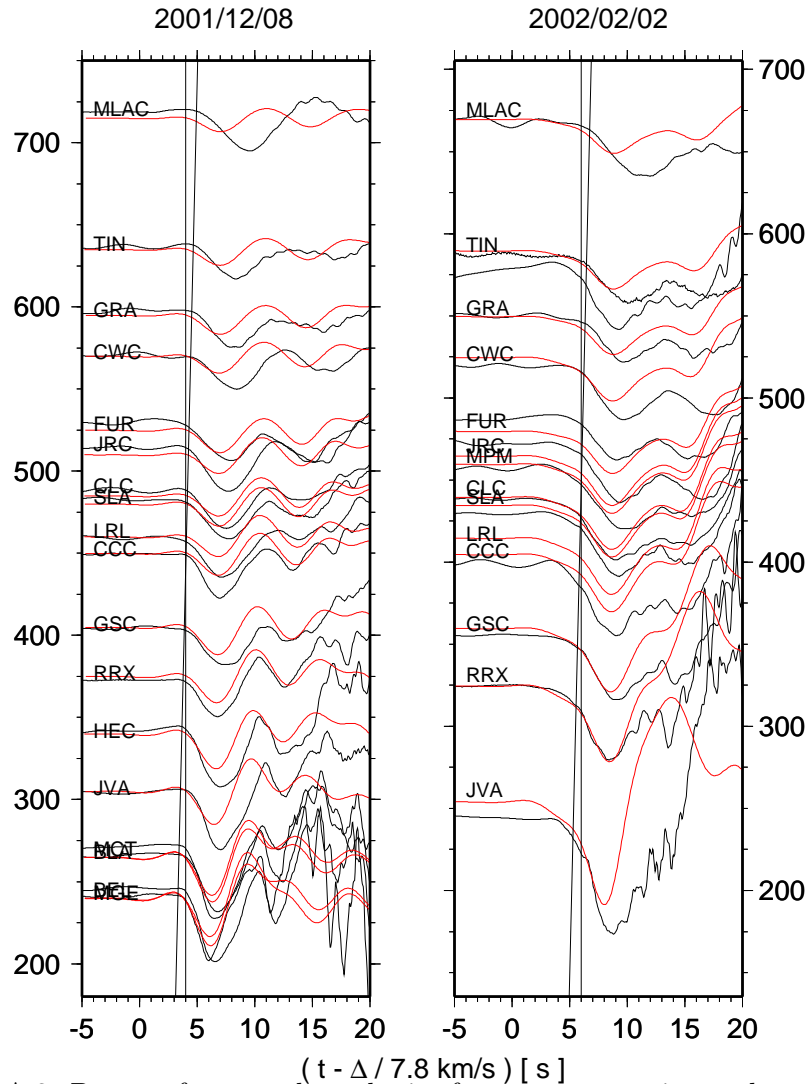 2001/12/08
2002/02/02
700
600
500
400
300
200
MLAC
TIN
GRA
CWC
FUR
JRC
CLC
SLA
LRL
CCC
GSC
RRX
HEC
JVA
MCT
BLA
BEL
-5 0 5 10 15 20
MLAC
TIN
GRA
CWC
FUR
JRC
MPM
CLC
SLA
LRL
CCC
GSC
RRX
JVA
700
600
500
400
300
200
-5 0 5 10 15 20
( t - Δ / 7.8 km/s ) [ s ]